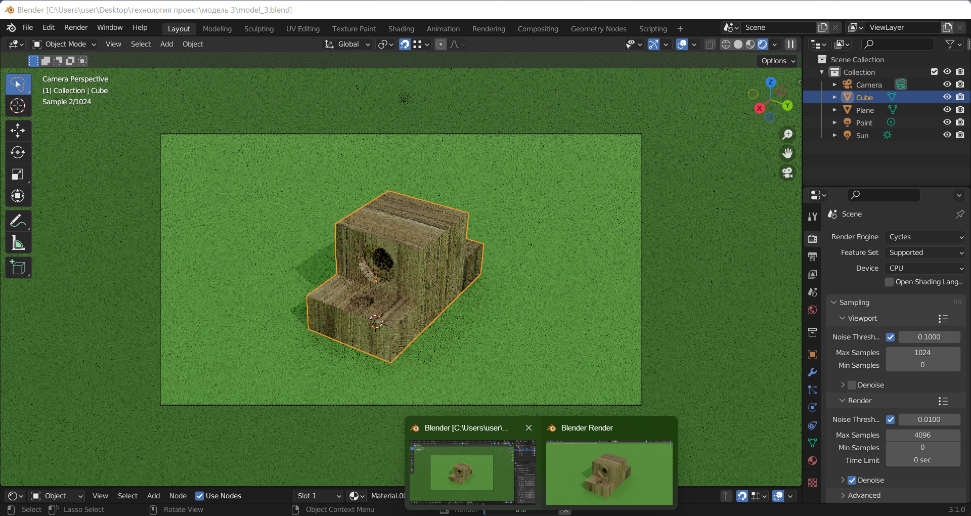 Blender [C:\Users\user\Desktop\технология проект\модель 3\model_3.blend]
File Edit Render Window Help Layout Modeling Sculpting UV Editing Texture Paint Shading Animation Rendering Compositing Geometry Nodes Scripting + Scene ViewLayer
Object Mode View Select Add Object Global
Options
Camera Perspective
(1) Collection | Cube
Sample 2/1024
Z
Y
X
Scene Collection
Collection
Camera
Cube
Plane
Point
Sun
Scene
Render Engine Cycles
Feature Set Supported
Device CPU
Open Shading Lang...
Sampling
Viewport
Noise Thresh... 0.1000
Max Samples 1024
Min Samples 0
Denoise
Render
Noise Thresh... 0.0100
Max Samples 4096
Min Samples 0
Time Limit 0 sec
Denoise
Advanced
Blender [C:\Users\user\... Blender Render
Object View Select Add Node Use Nodes Slot 1 Material.00
Select Lasso Select Rotate View Object Context Menu Render 3.1.0